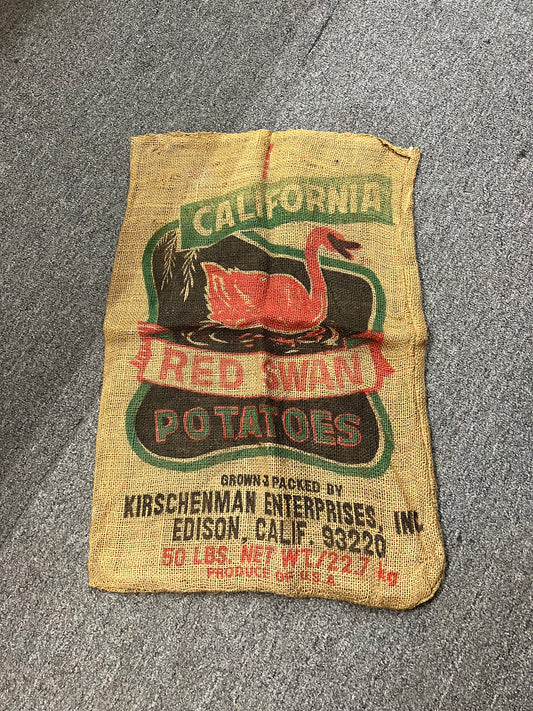 CALIFORNIA
RED SWAN
POTATOES
GROWN & PACKED BY
KIRSCHENMAN ENTERPRISES, INC
EDISON, CALIF. 93220
50 LBS. NET WT./22.7 kg
PRODUCE OF U.S.A.